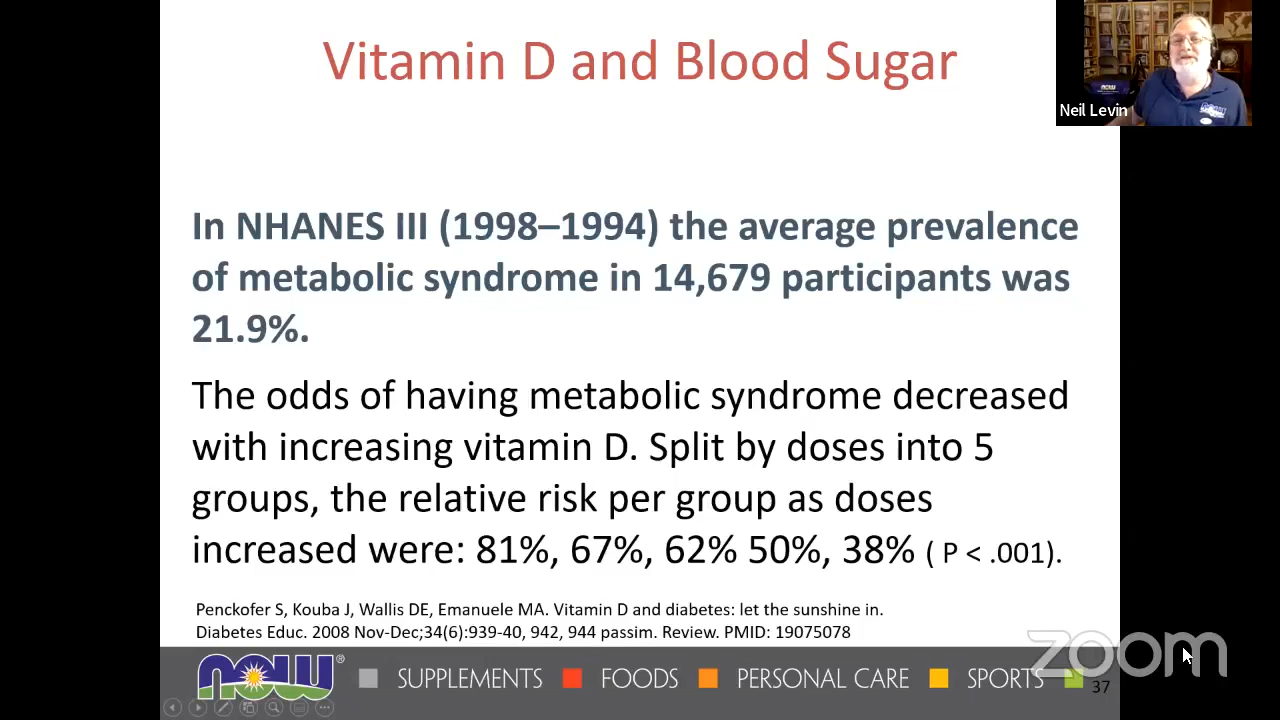 Vitamin D and Blood Sugar
Neil Levin
In NHANES III (1998–1994) the average prevalence
of metabolic syndrome in 14,679 participants was
21.9%.
The odds of having metabolic syndrome decreased
with increasing vitamin D. Split by doses into 5
groups, the relative risk per group as doses
increased were: 81%, 67%, 62% 50%, 38% ( P < .001).
Penckofer S, Kouba J, Wallis DE, Emanuele MA. Vitamin D and diabetes: let the sunshine in.
Diabetes Educ. 2008 Nov-Dec;34(6):939-40, 942, 944 passim. Review. PMID: 19075078
NOW® SUPPLEMENTS FOODS PERSONAL CARE SPORTS 37
zoom